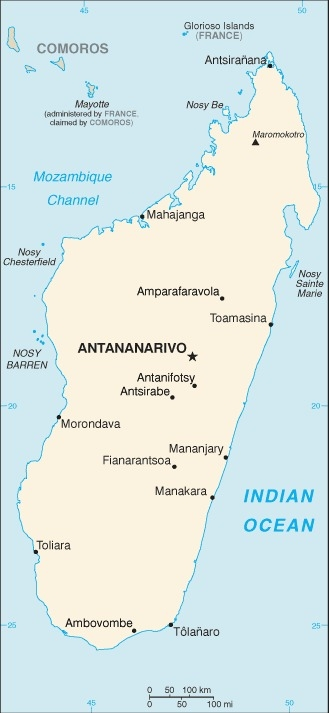 45
50
Glorioso Islands
(FRANCE)
COMOROS
Antsirañana
Mayotte
(administered by FRANCE,
claimed by COMOROS)
Nosy Be
Maromokotro
Mozambique
Channel
15
15
Mahajanga
Nosy
Chesterfield
Nosy
Sainte
Marie
Amparafaravola
Toamasina
ANTANANARIVO
NOSY
BARREN
Antanifotsy
Antsirabe
20
20
Morondava
Mananjary
Fianarantsoa
Manakara
INDIAN
OCEAN
Toliara
Ambovombe
Tôlañaro
25
25
0 50 100 km
0 50 100 mi
45
50